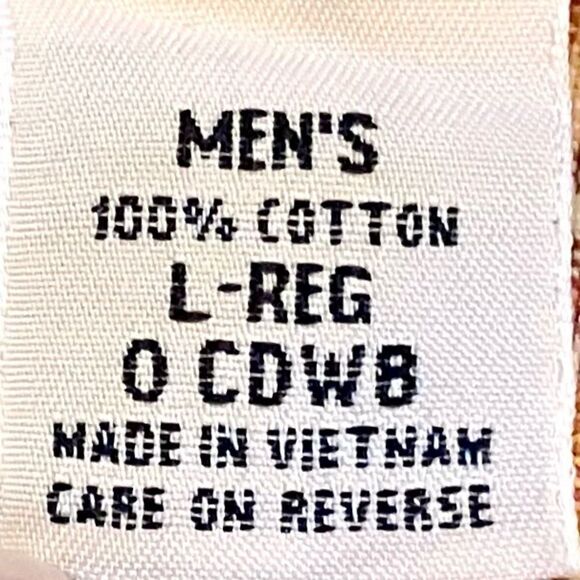 MEN'S
100% COTTON
L-REG
0 CDW8
MADE IN VIETNAM
CARE ON REVERSE